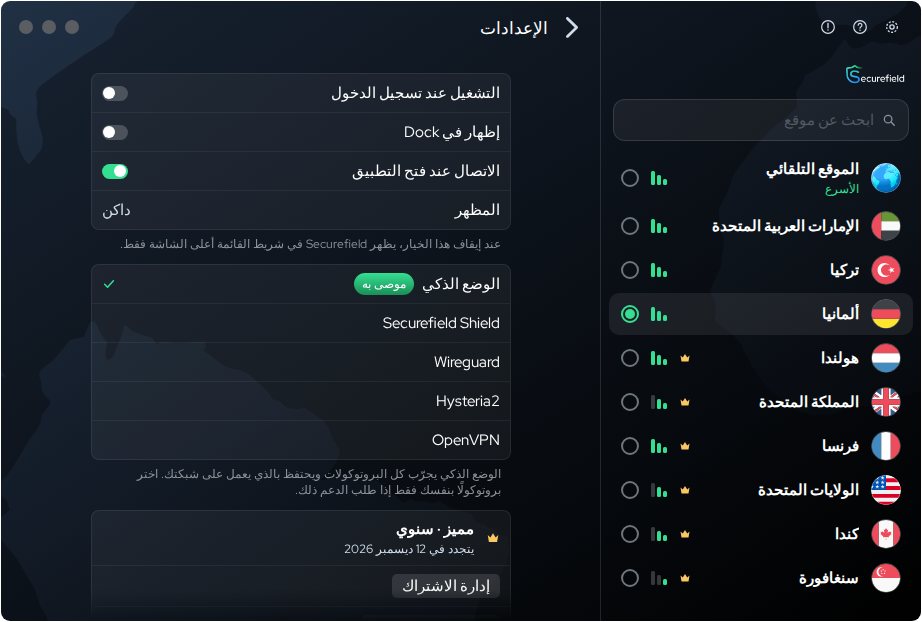 Securefield
ابحث عن موقع
الموقع التلقائي
الأسرع
الإمارات العربية المتحدة
تركيا
ألمانيا
هولندا
المملكة المتحدة
فرنسا
الولايات المتحدة
كندا
سنغافورة
الإعدادات
التشغيل عند تسجيل الدخول
إظهار في Dock
الاتصال عند فتح التطبيق
المظهر داكن
عند إيقاف هذا الخيار، يظهر Securefield في شريط القائمة أعلى الشاشة فقط.
الوضع الذكي موصى به
Securefield Shield
Wireguard
Hysteria2
OpenVPN
الوضع الذكي يجرّب كل البروتوكولات ويحتفظ بالذي يعمل على شبكتك. اختر
بروتوكولًا بنفسك فقط إذا طلب الدعم ذلك.
مميز · سنوي
يتجدد في 12 ديسمبر 2026
إدارة الاشتراك